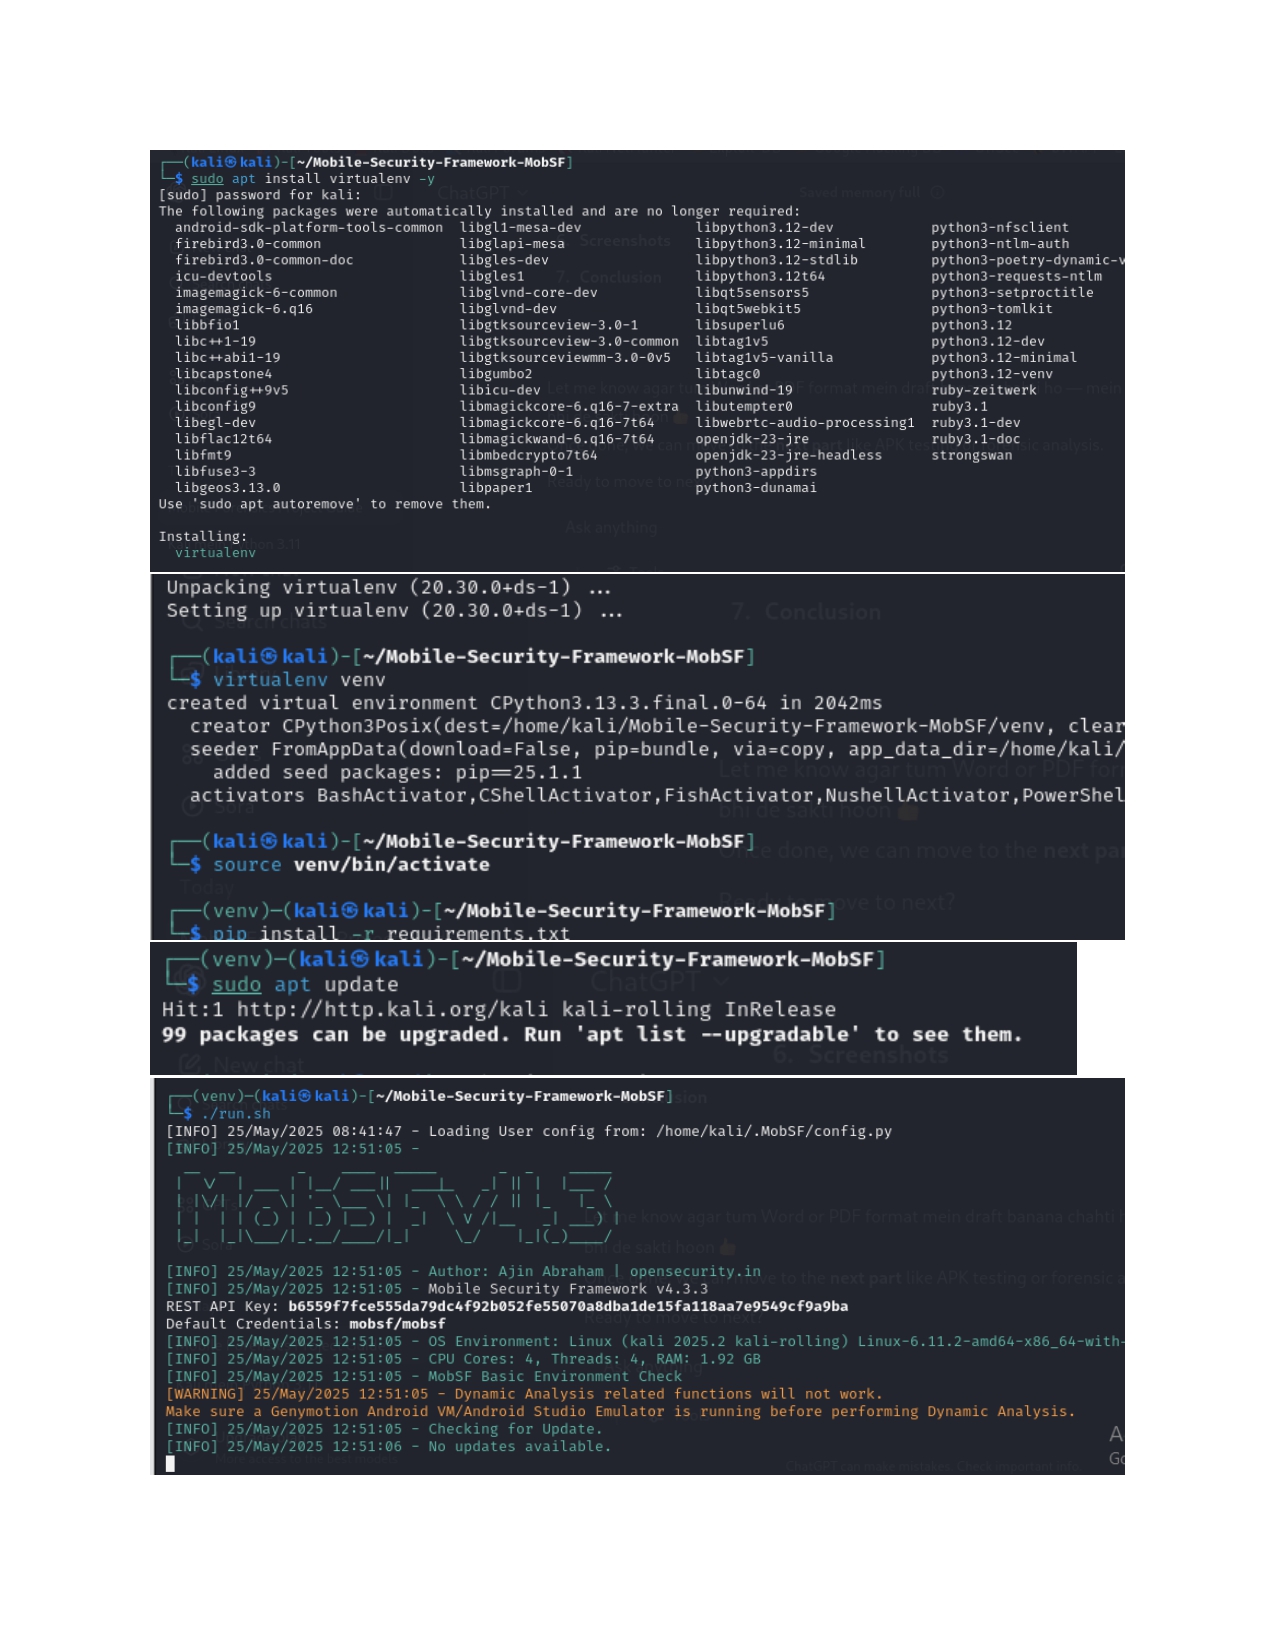 ┌──(kali㉿kali)-[~/Mobile-Security-Framework-MobSF]
└─$ sudo apt install virtualenv -y
[sudo] password for kali:
The following packages were automatically installed and are no longer required:
android-sdk-platform-tools-common libgl1-mesa-dev libpython3.12-dev python3-nfsclient
firebird3.0-common libglapi-mesa libpython3.12-minimal python3-ntlm-auth
firebird3.0-common-doc libgles-dev libpython3.12-stdlib python3-poetry-dynamic-v
icu-devtools libgles1 libpython3.12t64 python3-requests-ntlm
imagemagick-6-common libglvnd-core-dev libqt5sensors5 python3-setproctitle
imagemagick-6.q16 libglvnd-dev libqt5webkit5 python3-tomlkit
libbfio1 libgtksourceview-3.0-1 libsuperlu6 python3.12
libc++1-19 libgtksourceview-3.0-common libtag1v5 python3.12-dev
libc++abi1-19 libgtksourceviewmm-3.0-0v5 libtag1v5-vanilla python3.12-minimal
libcapstone4 libgumbo2 libtagc0 python3.12-venv
libconfig++9v5 libicu-dev libunwind-19 ruby-zeitwerk
libconfig9 libmagickcore-6.q16-7-extra libutempter0 ruby3.1
libegl-dev libmagickcore-6.q16-7t64 libwebrtc-audio-processing1 ruby3.1-dev
libflac12t64 libmagickwand-6.q16-7t64 openjdk-23-jre ruby3.1-doc
libfmt9 libmbedcrypto7t64 openjdk-23-jre-headless strongswan
libfuse3-3 libmsgraph-0-1 python3-appdirs
libgeos3.13.0 libpaper1 python3-dunamai
Use 'sudo apt autoremove' to remove them.
Installing:
virtualenv
Unpacking virtualenv (20.30.0+ds-1) ...
Setting up virtualenv (20.30.0+ds-1) ...
┌──(kali㉿kali)-[~/Mobile-Security-Framework-MobSF]
└─$ virtualenv venv
created virtual environment CPython3.13.3.final.0-64 in 2042ms
creator CPython3Posix(dest=/home/kali/Mobile-Security-Framework-MobSF/venv, clear
seeder FromAppData(download=False, pip=bundle, via=copy, app_data_dir=/home/kali/
added seed packages: pip==25.1.1
activators BashActivator,CShellActivator,FishActivator,NushellActivator,PowerShel
┌──(kali㉿kali)-[~/Mobile-Security-Framework-MobSF]
└─$ source venv/bin/activate
┌──(venv)─(kali㉿kali)-[~/Mobile-Security-Framework-MobSF]
└─$ pip install -r requirements.txt
┌──(venv)─(kali㉿kali)-[~/Mobile-Security-Framework-MobSF]
└─$ sudo apt update
Hit:1 http://http.kali.org/kali kali-rolling InRelease
99 packages can be upgraded. Run 'apt list --upgradable' to see them.
┌──(venv)─(kali㉿kali)-[~/Mobile-Security-Framework-MobSF]
└─$ ./run.sh
[INFO] 25/May/2025 08:41:47 - Loading User config from: /home/kali/.MobSF/config.py
[INFO] 25/May/2025 12:51:05 -
MobSF v4.3
[INFO] 25/May/2025 12:51:05 - Author: Ajin Abraham | opensecurity.in
[INFO] 25/May/2025 12:51:05 - Mobile Security Framework v4.3.3
REST API Key: b6559f7fce555da79dc4f92b052fe55070a8dba1de15fa118aa7e9549cf9a9ba
Default Credentials: mobsf/mobsf
[INFO] 25/May/2025 12:51:05 - OS Environment: Linux (kali 2025.2 kali-rolling) Linux-6.11.2-amd64-x86_64-with-
[INFO] 25/May/2025 12:51:05 - CPU Cores: 4, Threads: 4, RAM: 1.92 GB
[INFO] 25/May/2025 12:51:05 - MobSF Basic Environment Check
[WARNING] 25/May/2025 12:51:05 - Dynamic Analysis related functions will not work.
Make sure a Genymotion Android VM/Android Studio Emulator is running before performing Dynamic Analysis.
[INFO] 25/May/2025 12:51:05 - Checking for Update.
[INFO] 25/May/2025 12:51:06 - No updates available.